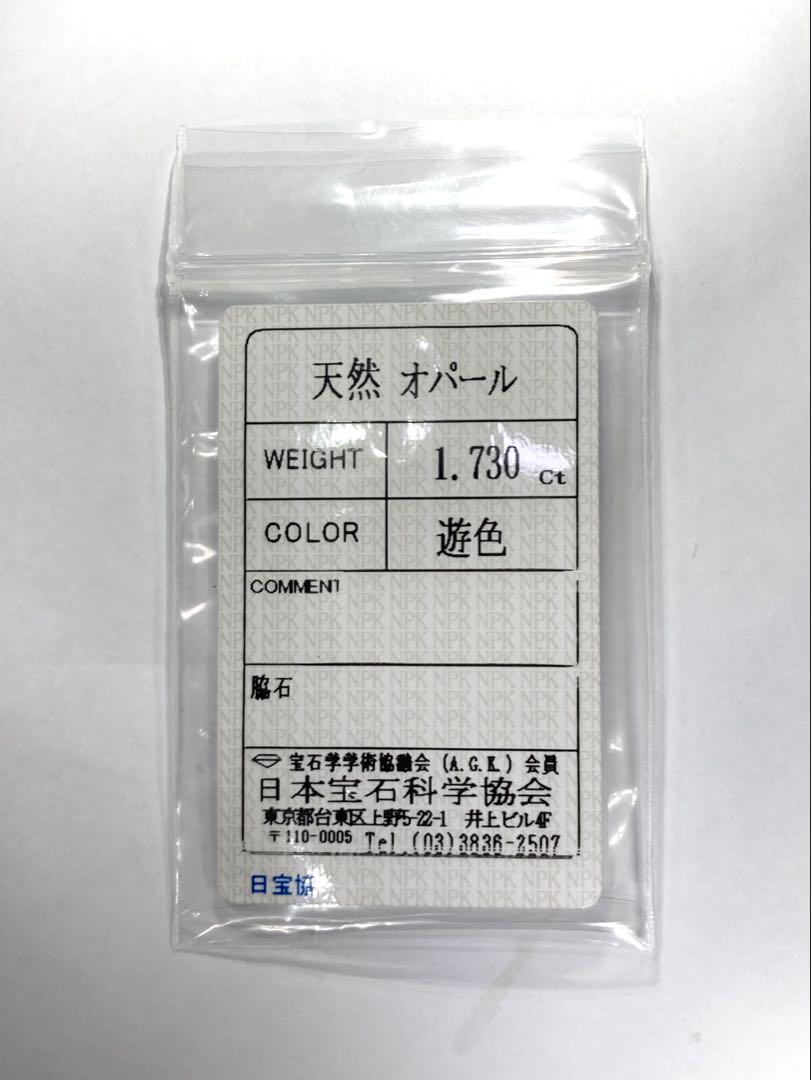 天然 オパール
WEIGHT 1.730 Ct
COLOR 遊色
COMMENT
脇石
宝石学学術協議会 (A.G.K.) 会員
日本宝石科学協会
東京都台東区上野5-22-1 井上ビル4F
〒110-0005 Tel.(03)3836-2507
日宝協